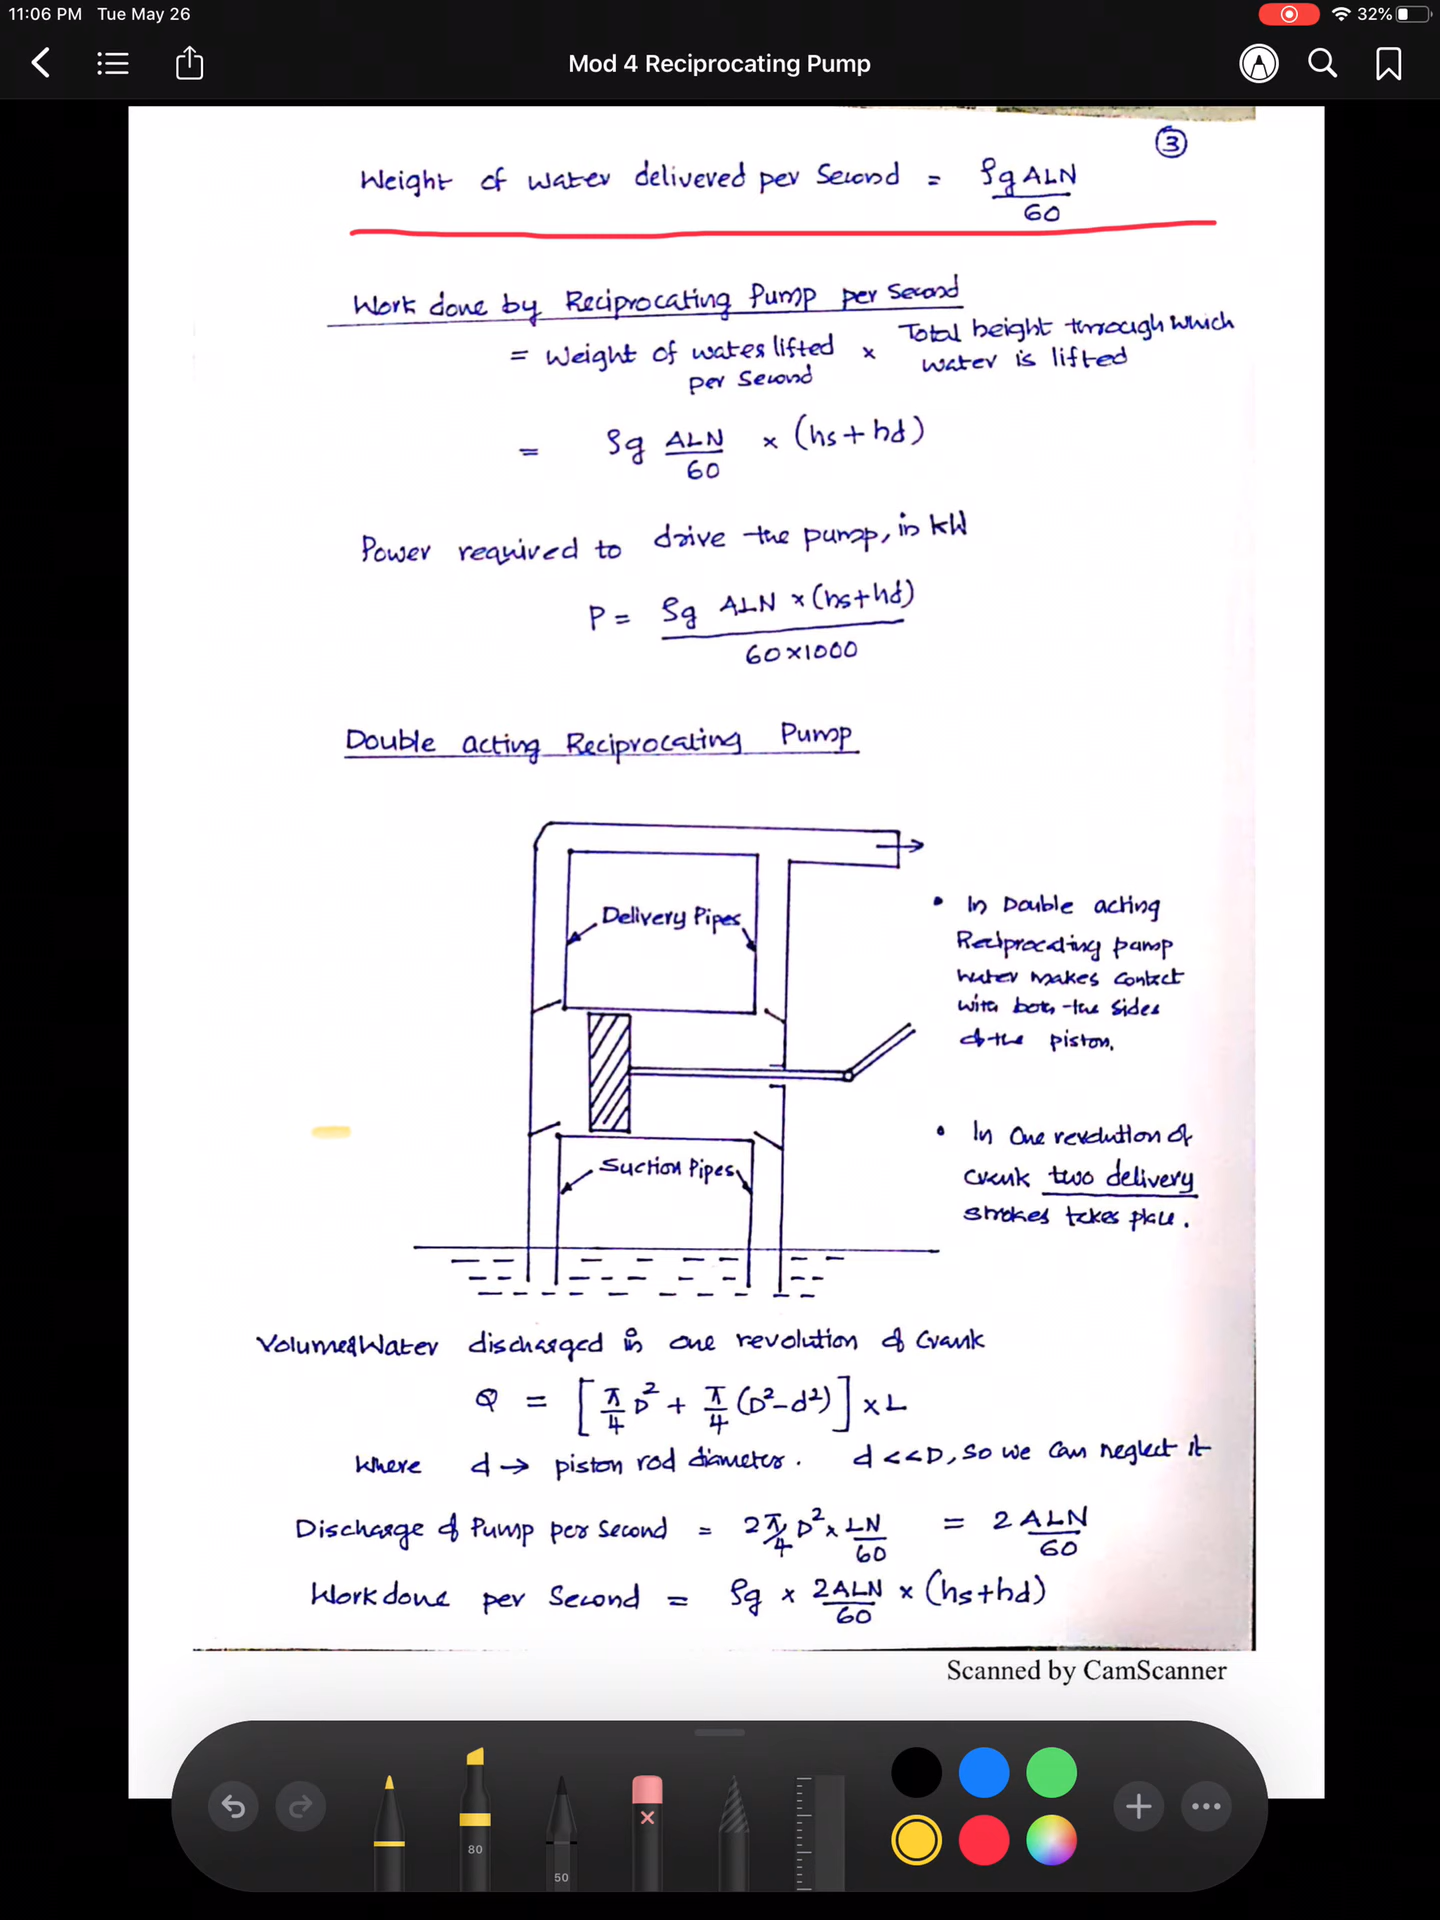 11:06 PM Tue May 26
32%
Mod 4 Reciprocating Pump
3
Weight of water delivered per Second = ρg ALN / 60
Work done by Reciprocating Pump per Second
= Weight of water lifted per Second × Total height through which water is lifted
= ρg ALN/60 × (hs + hd)
Power required to drive the pump, in kW
P = ρg ALN × (hs + hd) / 60×1000
Double acting Reciprocating Pump
Delivery Pipes
Suction Pipes
• In Double acting
Reciprocating pump
water makes contact
with both the sides
of the piston.
• In One revolution of
crank two delivery
strokes takes place.
Volume of Water discharged in one revolution of Crank
Q = [π/4 D² + π/4 (D²-d²)] × L
Where d → piston rod diameter. d <<D, So we can neglect it
Discharge of Pump per Second = 2 π/4 D² × LN/60 = 2 ALN/60
Work done per Second = ρg × 2ALN/60 × (hs + hd)
Scanned by CamScanner
80
50